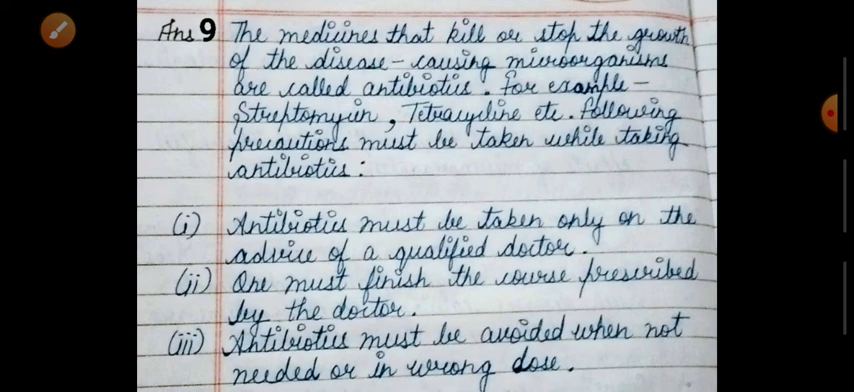 Ans 9 The medicines that kill or stop the growth
of the disease - causing microorganisms
are called antibiotics. For example -
Streptomycin, Tetracycline etc. Following
precautions must be taken while taking
antibiotics :
(i) Antibiotics must be taken only on the
advice of a qualified doctor.
(ii) One must finish the course prescribed
by the doctor.
(iii) Antibiotics must be avoided when not
needed or in wrong dose.